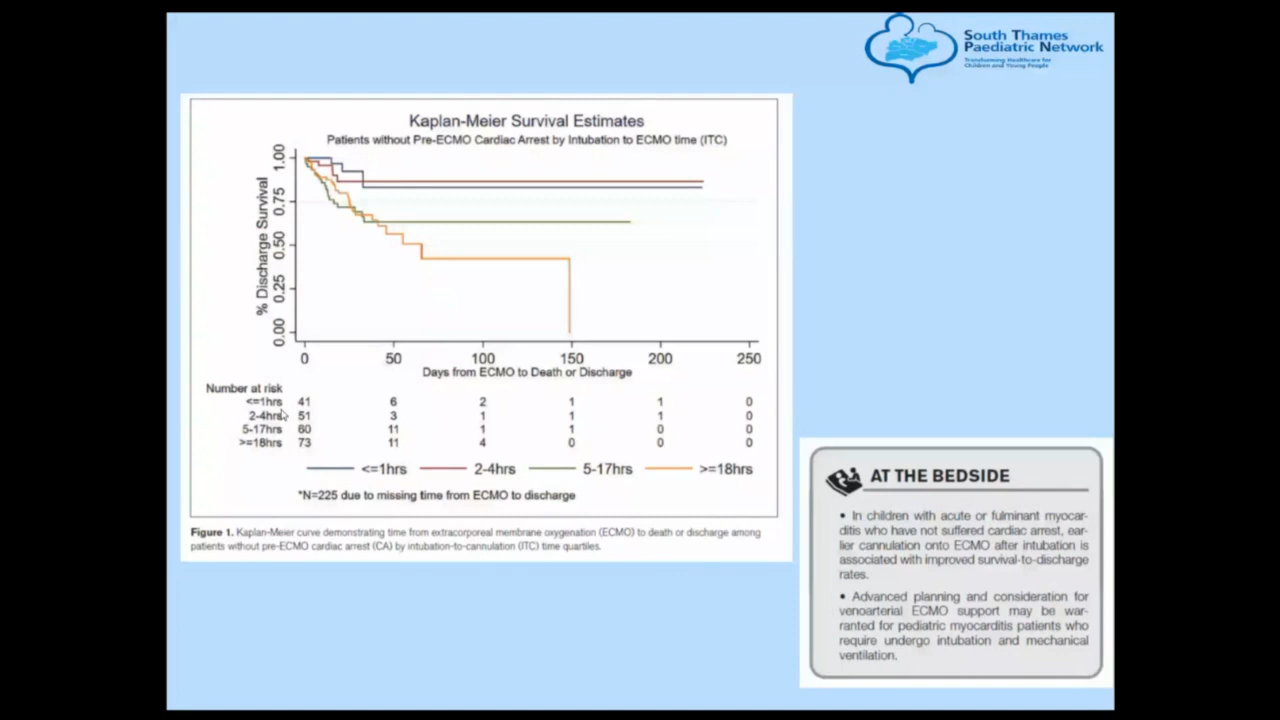 South Thames
Paediatric Network
Transforming Healthcare for
Children and Young People
Kaplan-Meier Survival Estimates
Patients without Pre-ECMO Cardiac Arrest by Intubation to ECMO time (ITC)
% Discharge Survival
1.00
0.75
0.50
0.25
0.00
0 50 100 150 200 250
Days from ECMO to Death or Discharge
Number at risk
<=1hrs 41 6 2 1 1 0
2-4hrs 51 3 1 1 1 0
5-17hrs 60 11 1 1 0 0
>=18hrs 73 11 4 0 0 0
<=1hrs 2-4hrs 5-17hrs >=18hrs
*N=225 due to missing time from ECMO to discharge
Figure 1. Kaplan-Meier curve demonstrating time from extracorporeal membrane oxygenation (ECMO) to death or discharge among
patients without pre-ECMO cardiac arrest (CA) by intubation-to-cannulation (ITC) time quartiles.
AT THE BEDSIDE
• In children with acute or fulminant myocar-
ditis who have not suffered cardiac arrest, ear-
lier cannulation onto ECMO after intubation is
associated with improved survival-to-discharge
rates.
• Advanced planning and consideration for
venoarterial ECMO support may be war-
ranted for pediatric myocarditis patients who
require undergo intubation and mechanical
ventilation.